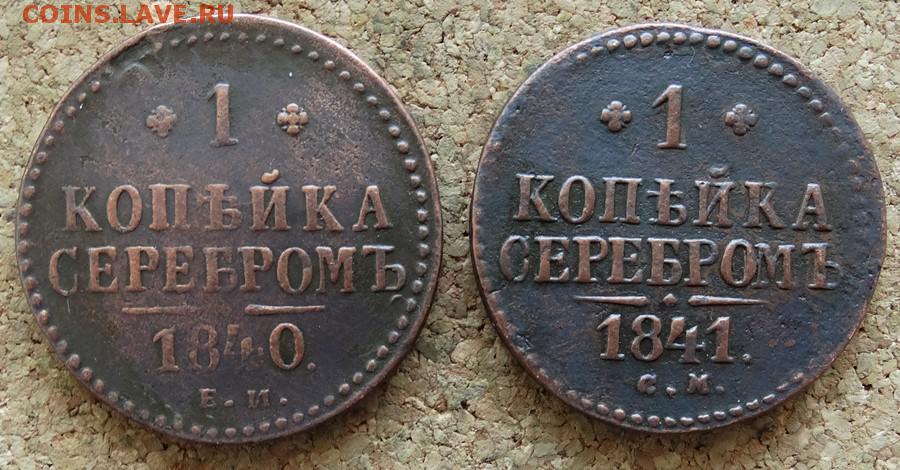 COINS.LAVE.RU
1
КОПѢЙКА
СЕРЕБРОМЪ
1840.
Е.М.
1
КОПѢЙКА
СЕРЕБРОМЪ
1841.
С.М.